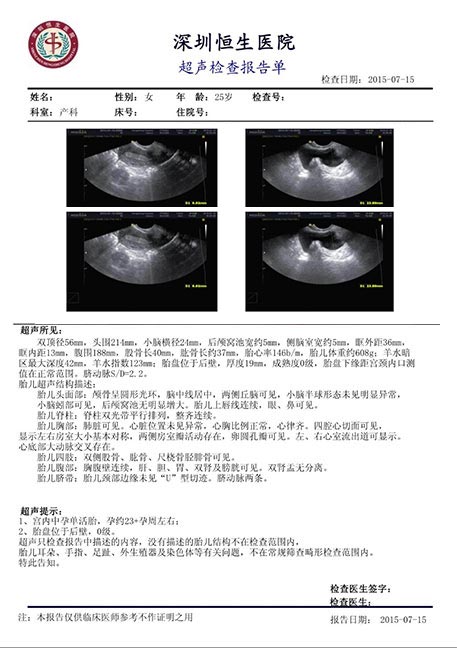 深圳恒生医院
超声检查报告单
检查日期：2015-07-15
姓名： 性别：女 年 龄：25岁 检查号：
科室：产科 床号： 住院号：
超声所见：
双顶径56mm，头围214mm，小脑横径24mm，后颅窝池宽约5mm，侧脑室宽约5mm，眼外距36mm，
眼内距13mm，腹围188mm，股骨长40mm，肱骨长约37mm，胎心率146b/m，胎儿体重约608g；羊水暗
区最大深度42mm，羊水指数123mm；胎盘位于后壁，厚度19mm，成熟度0级，胎盘下缘距宫颈内口测
值在正常范围。脐动脉S/D=2.2。
胎儿超声结构描述：
胎儿头面部：颅骨呈圆形光环，脑中线居中，两侧丘脑可见，小脑半球形态未见明显异常，
小脑蚓部可见，后颅窝池无明显增大。胎儿上唇线连续，眼、鼻可见。
胎儿脊柱：脊柱双光带平行排列，整齐连续。
胎儿胸部：肺脏可见。心脏位置未见异常，心胸比例正常，心律齐。四腔心切面可见，
显示左右房室大小基本对称，两侧房室瓣活动存在，卵圆孔瓣可见。左、右心室流出道可显示。
心底部大动脉交叉存在。
胎儿四肢：双侧股骨、肱骨、尺桡骨胫腓骨可见。
胎儿腹部：胸腹壁连续，肝、胆、胃、双肾及膀胱可见。双肾盂无分离。
胎儿脐带：胎儿颈部边缘未见“U”型切迹。脐动脉两条。
超声提示：
1、宫内中孕单活胎，孕约23+孕周左右；
2、胎盘位于后壁，0级。
超声只检查报告中描述的内容，没有描述的胎儿结构不在检查范围内，
胎儿耳朵、手指、足趾、外生殖器及染色体等有关问题，不在常规筛查畸形检查范围内。
特此告知。
检查医生签字：
检查医生：
注：本报告仅供临床医师参考不作证明之用 报告日期： 2015-07-15